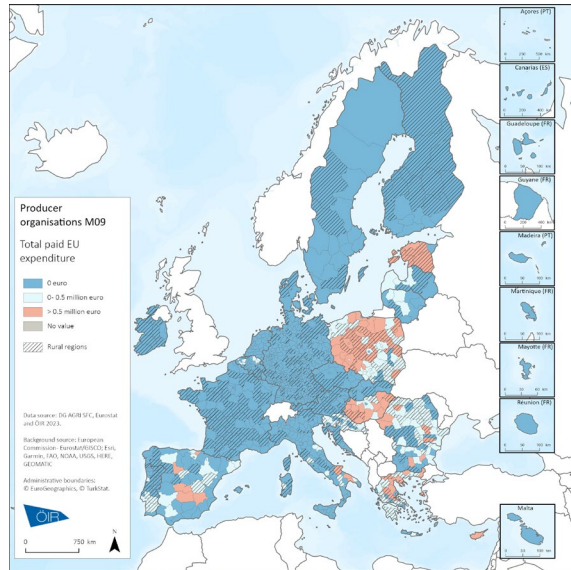 Producer
organisations M09
Total paid EU
expenditure
0 euro
0- 0.5 million euro
> 0.5 million euro
No value
Rural regions
Data source: DG AGRI SFC, Eurostat
and ÖIR 2023.
Background source: European
Commission- Eurostat/GISCO; Esri,
Garmin, FAO, NOAA, USGS, HERE,
GEOMATIC
Administrative boundaries:
© EuroGeographics, © TurkStat.
ÖIR
N
0 750 km
Açores (PT)
Canarias (ES)
Guadeloupe (FR)
Guyane (FR)
Madeira (PT)
Martinique (FR)
Mayotte (FR)
Réunion (FR)
Malta